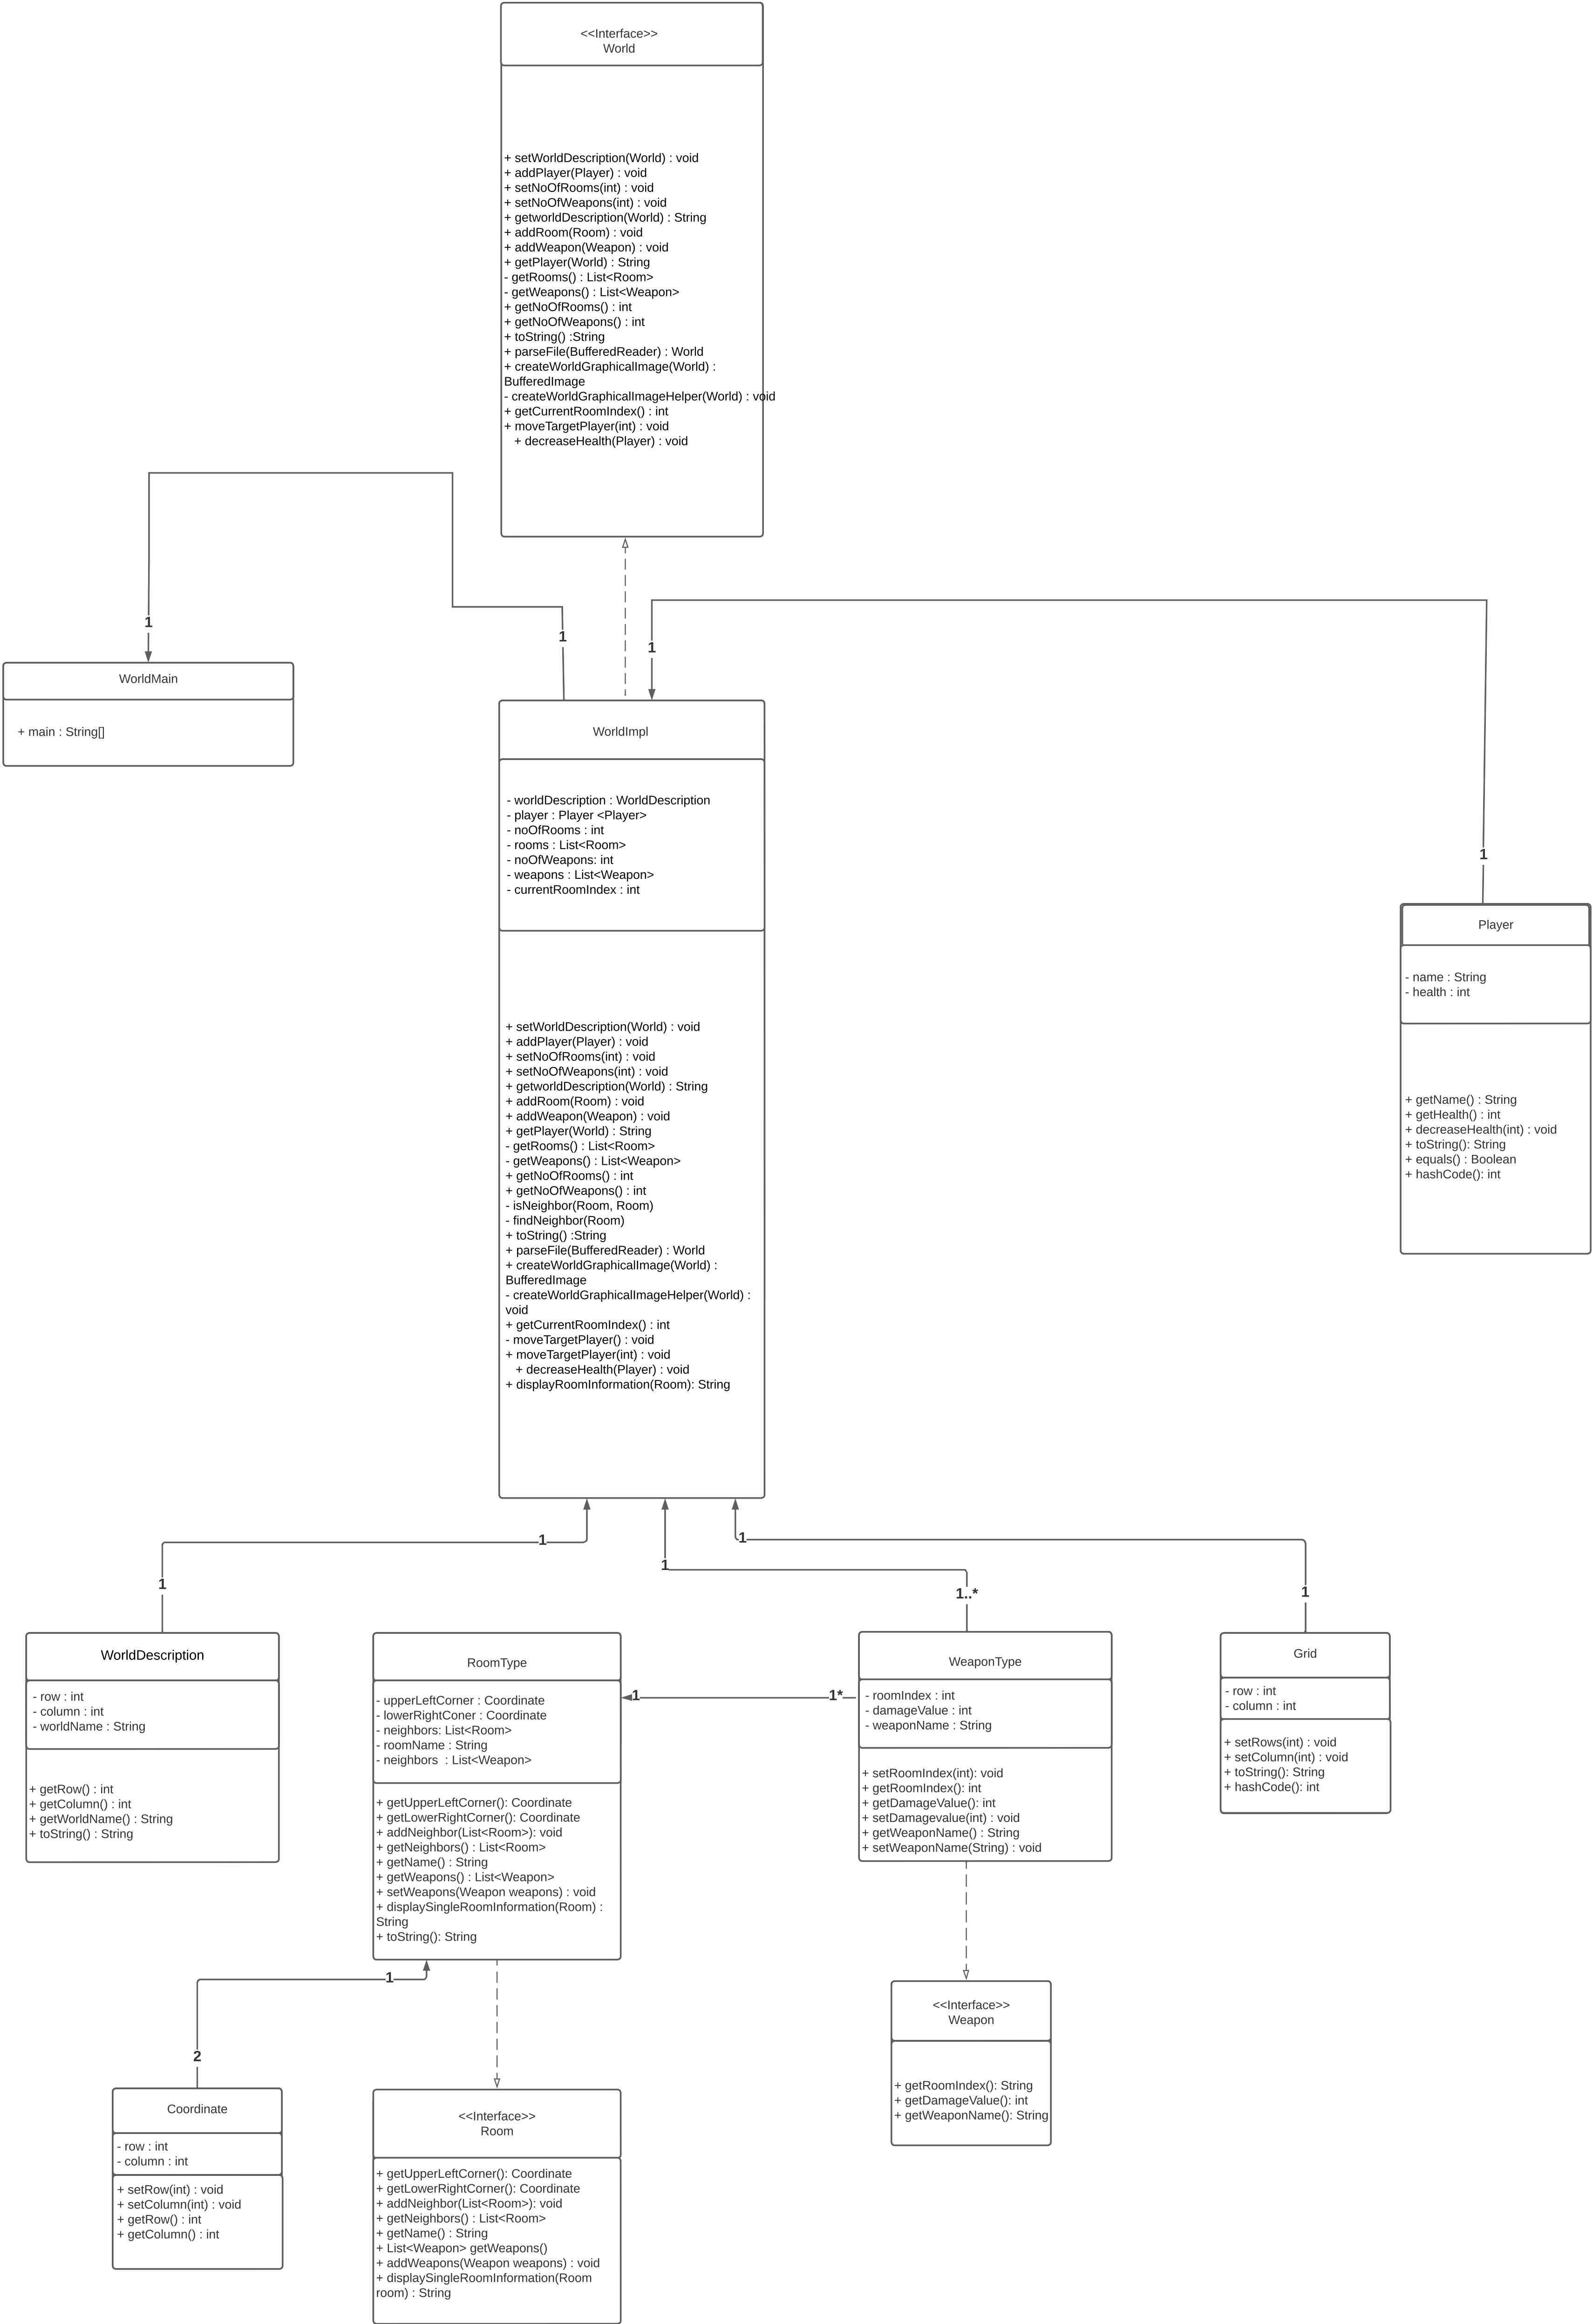 <<Interface>>
World
+ setWorldDescription(World) : void
+ addPlayer(Player) : void
+ setNoOfRooms(int) : void
+ setNoOfWeapons(int) : void
+ getworldDescription(World) : String
+ addRoom(Room) : void
+ addWeapon(Weapon) : void
+ getPlayer(World) : String
- getRooms() : List<Room>
- getWeapons() : List<Weapon>
+ getNoOfRooms() : int
+ getNoOfWeapons() : int
+ toString() :String
+ parseFile(BufferedReader) : World
+ createWorldGraphicalImage(World) :
BufferedImage
- createWorldGraphicalImageHelper(World) : void
+ getCurrentRoomIndex() : int
+ moveTargetPlayer(int) : void
+ decreaseHealth(Player) : void
1
1
1
WorldMain
+ main : String[]
WorldImpl
- worldDescription : WorldDescription
- player : Player <Player>
- noOfRooms : int
- rooms : List<Room>
- noOfWeapons: int
- weapons : List<Weapon>
- currentRoomIndex : int
+ setWorldDescription(World) : void
+ addPlayer(Player) : void
+ setNoOfRooms(int) : void
+ setNoOfWeapons(int) : void
+ getworldDescription(World) : String
+ addRoom(Room) : void
+ addWeapon(Weapon) : void
+ getPlayer(World) : String
- getRooms() : List<Room>
- getWeapons() : List<Weapon>
+ getNoOfRooms() : int
+ getNoOfWeapons() : int
- isNeighbor(Room, Room)
- findNeighbor(Room)
+ toString() :String
+ parseFile(BufferedReader) : World
+ createWorldGraphicalImage(World) :
BufferedImage
- createWorldGraphicalImageHelper(World) :
void
+ getCurrentRoomIndex() : int
- moveTargetPlayer() : void
+ moveTargetPlayer(int) : void
+ decreaseHealth(Player) : void
+ displayRoomInformation(Room): String
1
Player
- name : String
- health : int
+ getName() : String
+ getHealth() : int
+ decreaseHealth(int) : void
+ toString(): String
+ equals() : Boolean
+ hashCode(): int
1
1
1
1
1..*
1
WorldDescription
- row : int
- column : int
- worldName : String
+ getRow() : int
+ getColumn() : int
+ getWorldName() : String
+ toString() : String
RoomType
- upperLeftCorner : Coordinate
- lowerRightConer : Coordinate
- neighbors: List<Room>
- roomName : String
- neighbors : List<Weapon>
+ getUpperLeftCorner(): Coordinate
+ getLowerRightCorner(): Coordinate
+ addNeighbor(List<Room>): void
+ getNeighbors() : List<Room>
+ getName() : String
+ getWeapons() : List<Weapon>
+ setWeapons(Weapon weapons) : void
+ displaySingleRoomInformation(Room) :
String
+ toString(): String
1
1*
WeaponType
- roomIndex : int
- damageValue : int
- weaponName : String
+ setRoomIndex(int): void
+ getRoomIndex(): int
+ getDamageValue(): int
+ setDamagevalue(int) : void
+ getWeaponName() : String
+ setWeaponName(String) : void
Grid
- row : int
- column : int
+ setRows(int) : void
+ setColumn(int) : void
+ toString(): String
+ hashCode(): int
1
2
Coordinate
- row : int
- column : int
+ setRow(int) : void
+ setColumn(int) : void
+ getRow() : int
+ getColumn() : int
<<Interface>>
Room
+ getUpperLeftCorner(): Coordinate
+ getLowerRightCorner(): Coordinate
+ addNeighbor(List<Room>): void
+ getNeighbors() : List<Room>
+ getName() : String
+ List<Weapon> getWeapons()
+ addWeapons(Weapon weapons) : void
+ displaySingleRoomInformation(Room
room) : String
<<Interface>>
Weapon
+ getRoomIndex(): String
+ getDamageValue(): int
+ getWeaponName(): String